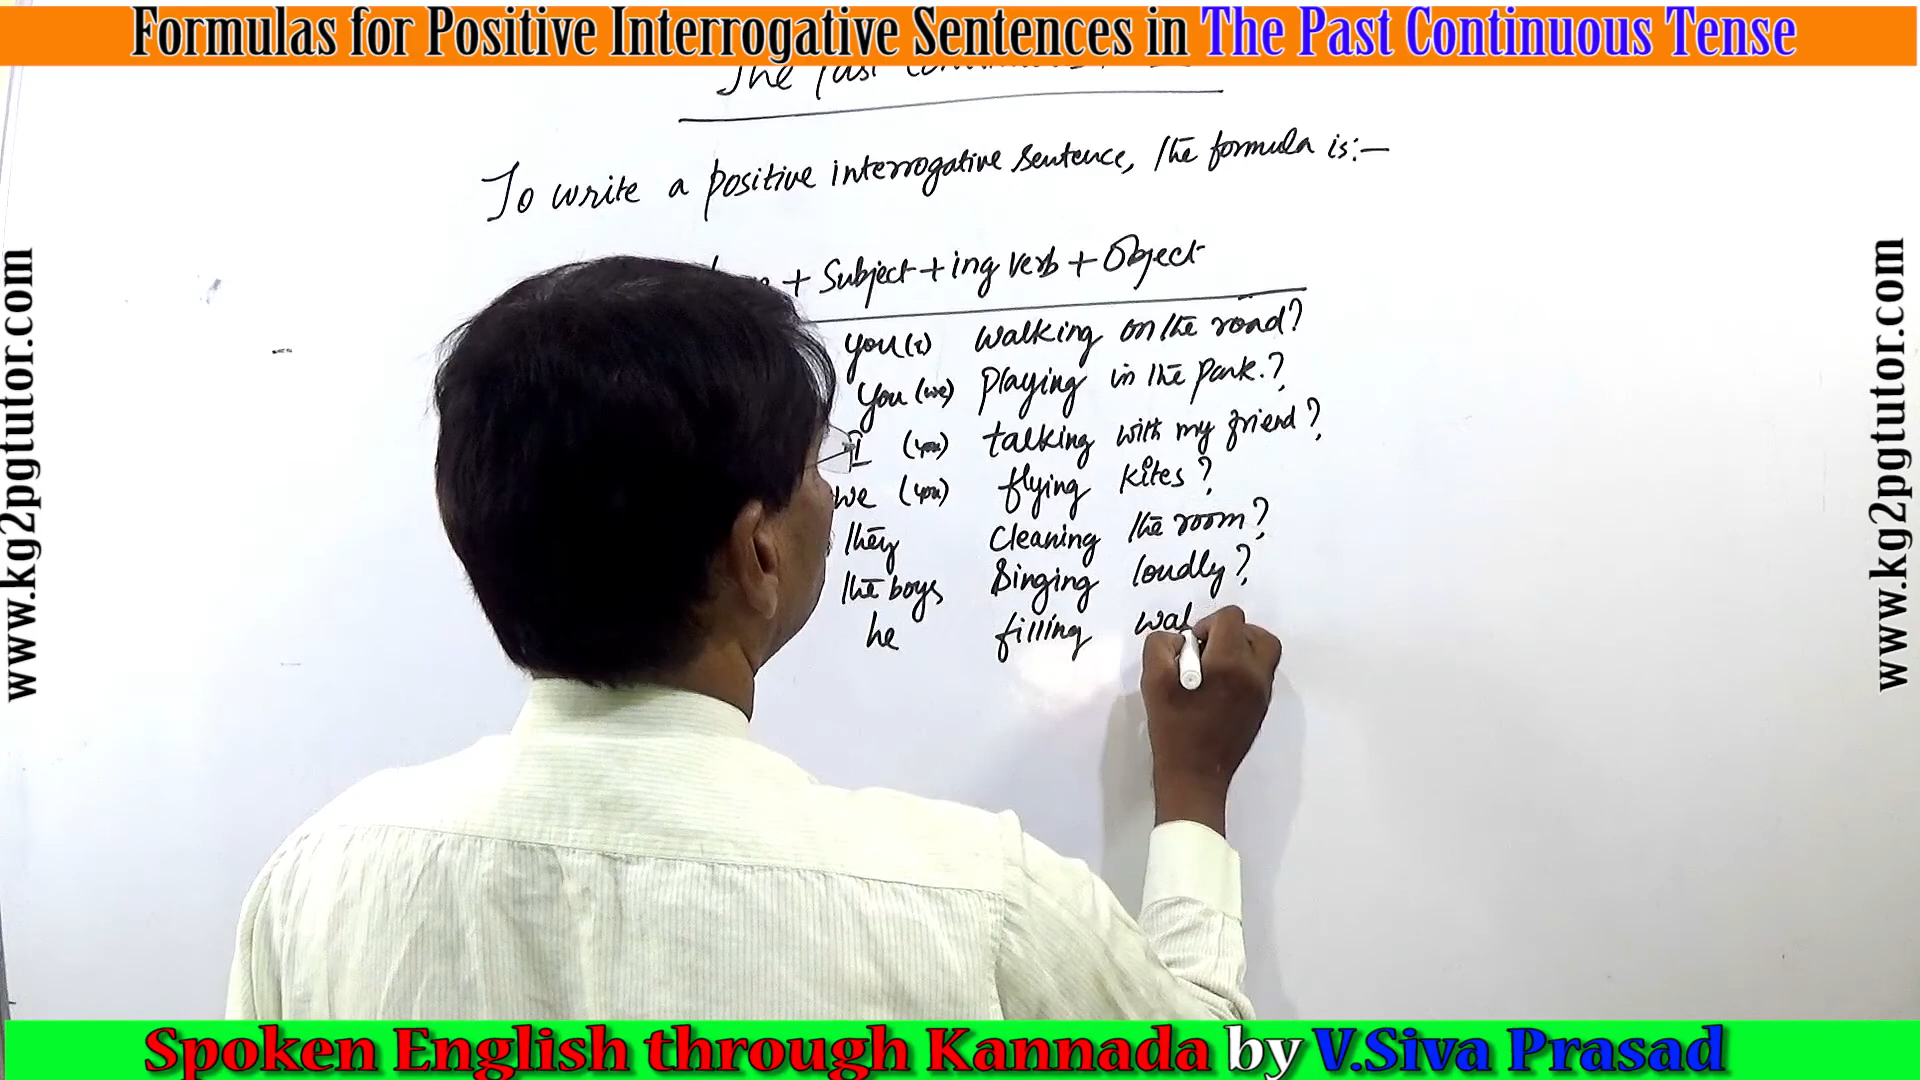 Formulas for Positive Interrogative Sentences in The Past Continuous Tense
The Past
To write a positive interrogative sentence, the formula is:—
+ Subject + ing verb + Object
you (I) walking on the road?
you (we) playing in the park.?
I (you) talking with my friend?
we (you) flying kites?
they cleaning the room?
the boys singing loudly?
he filling wat
www.kg2pgtutor.com
www.kg2pgtutor.com
Spoken English through Kannada by V.Siva Prasad